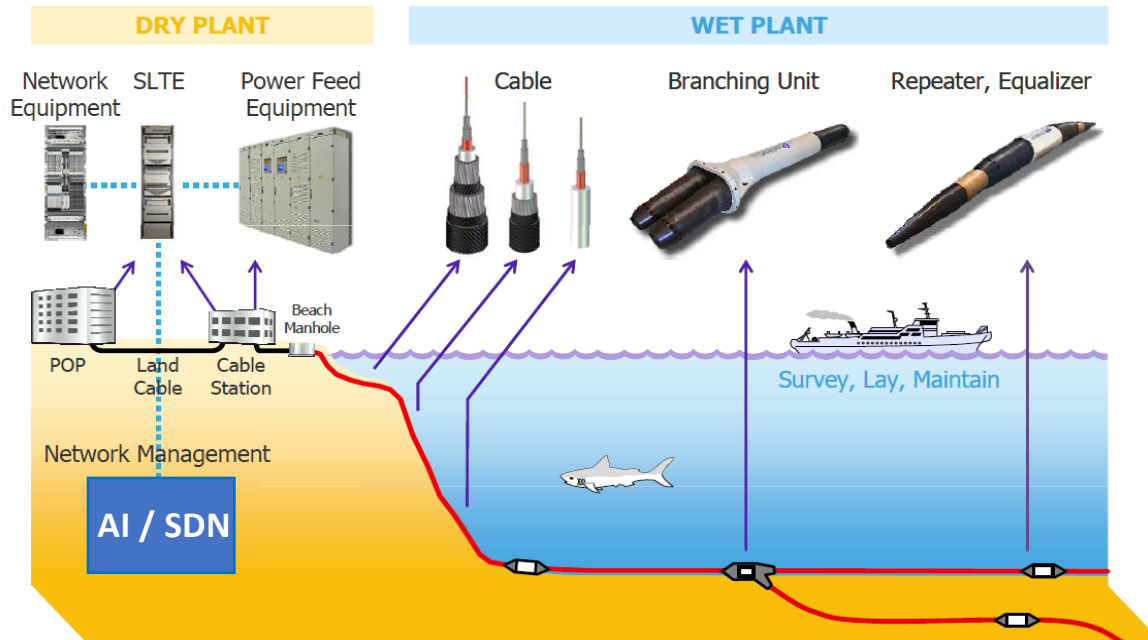 DRY PLANT
WET PLANT
Network
Equipment
SLTE
Power Feed
Equipment
Cable
Branching Unit
Repeater, Equalizer
Beach
Manhole
POP
Land
Cable
Cable
Station
Survey, Lay, Maintain
Network Management
AI / SDN